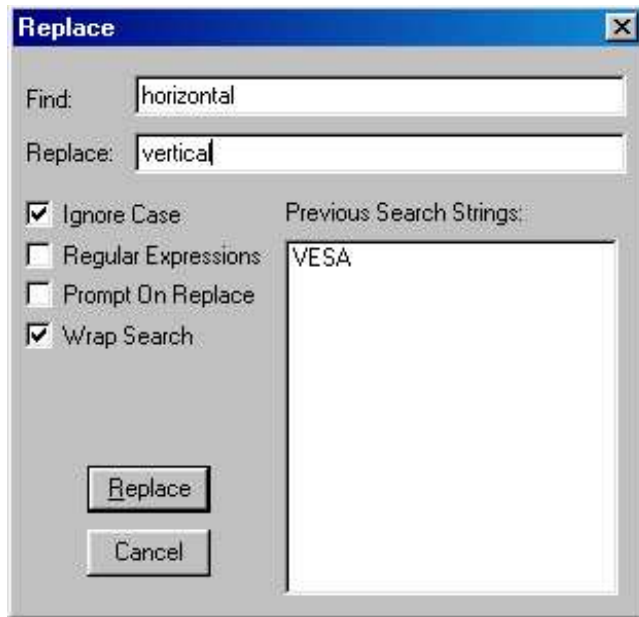 Replace
Find: horizontal
Replace: vertical
Ignore Case
Regular Expressions
Prompt On Replace
Wrap Search
Previous Search Strings:
VESA
Replace
Cancel